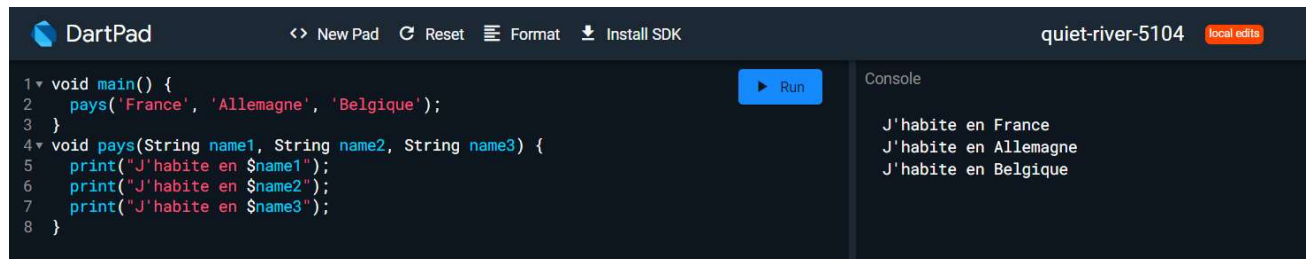 DartPad <> New Pad Reset Format Install SDK quiet-river-5104 local edits
Run
Console
1 void main() {
2 pays('France', 'Allemagne', 'Belgique');
3 }
4 void pays(String name1, String name2, String name3) {
5 print("J'habite en $name1");
6 print("J'habite en $name2");
7 print("J'habite en $name3");
8 }
J'habite en France
J'habite en Allemagne
J'habite en Belgique